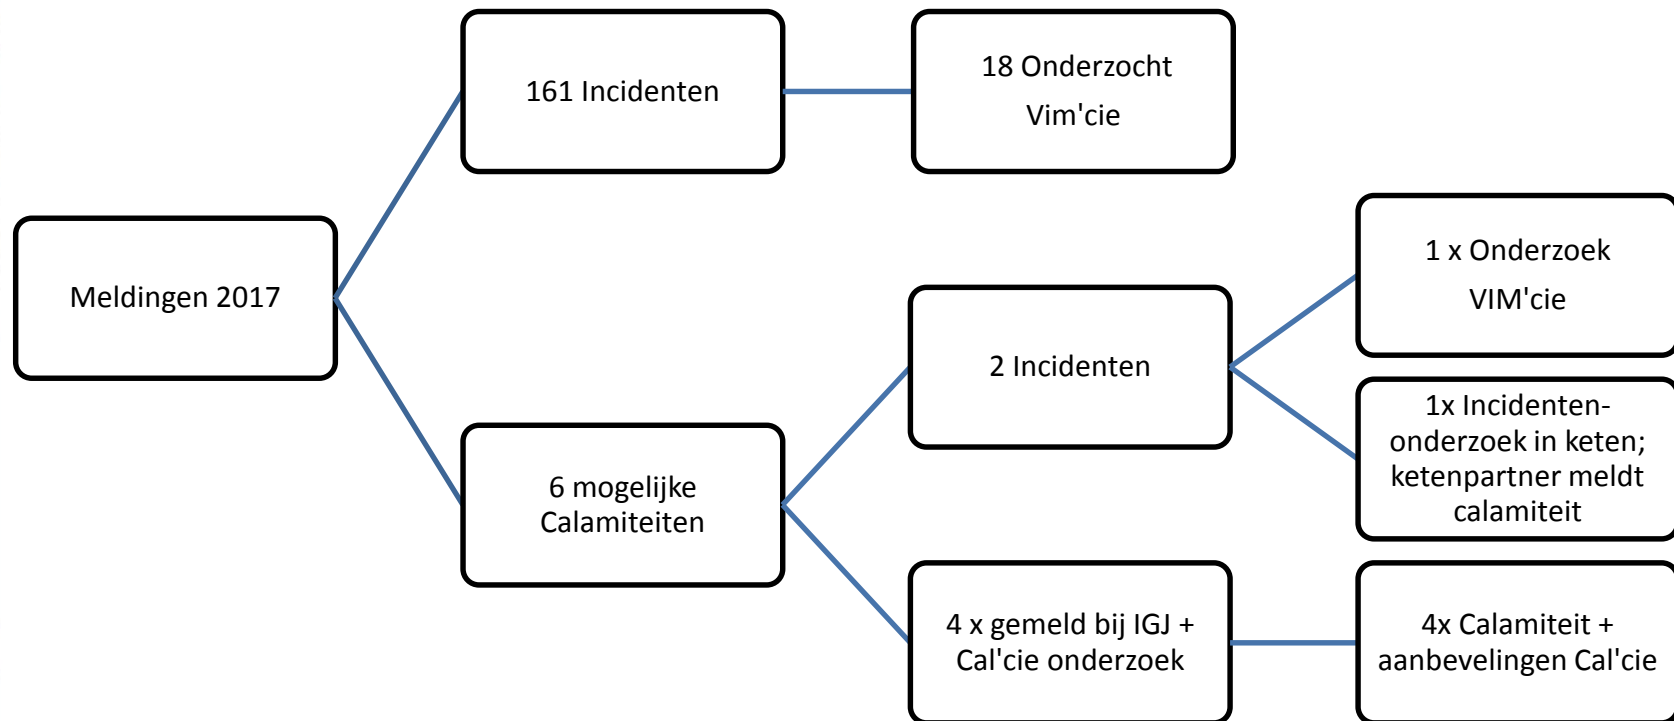 Meldingen 2017
161 Incidenten
18 Onderzocht
Vim'cie
6 mogelijke
Calamiteiten
2 Incidenten
1 x Onderzoek
VIM'cie
1x Incidenten-
onderzoek in keten;
ketenpartner meldt
calamiteit
4 x gemeld bij IGJ +
Cal'cie onderzoek
4x Calamiteit +
aanbevelingen Cal'cie